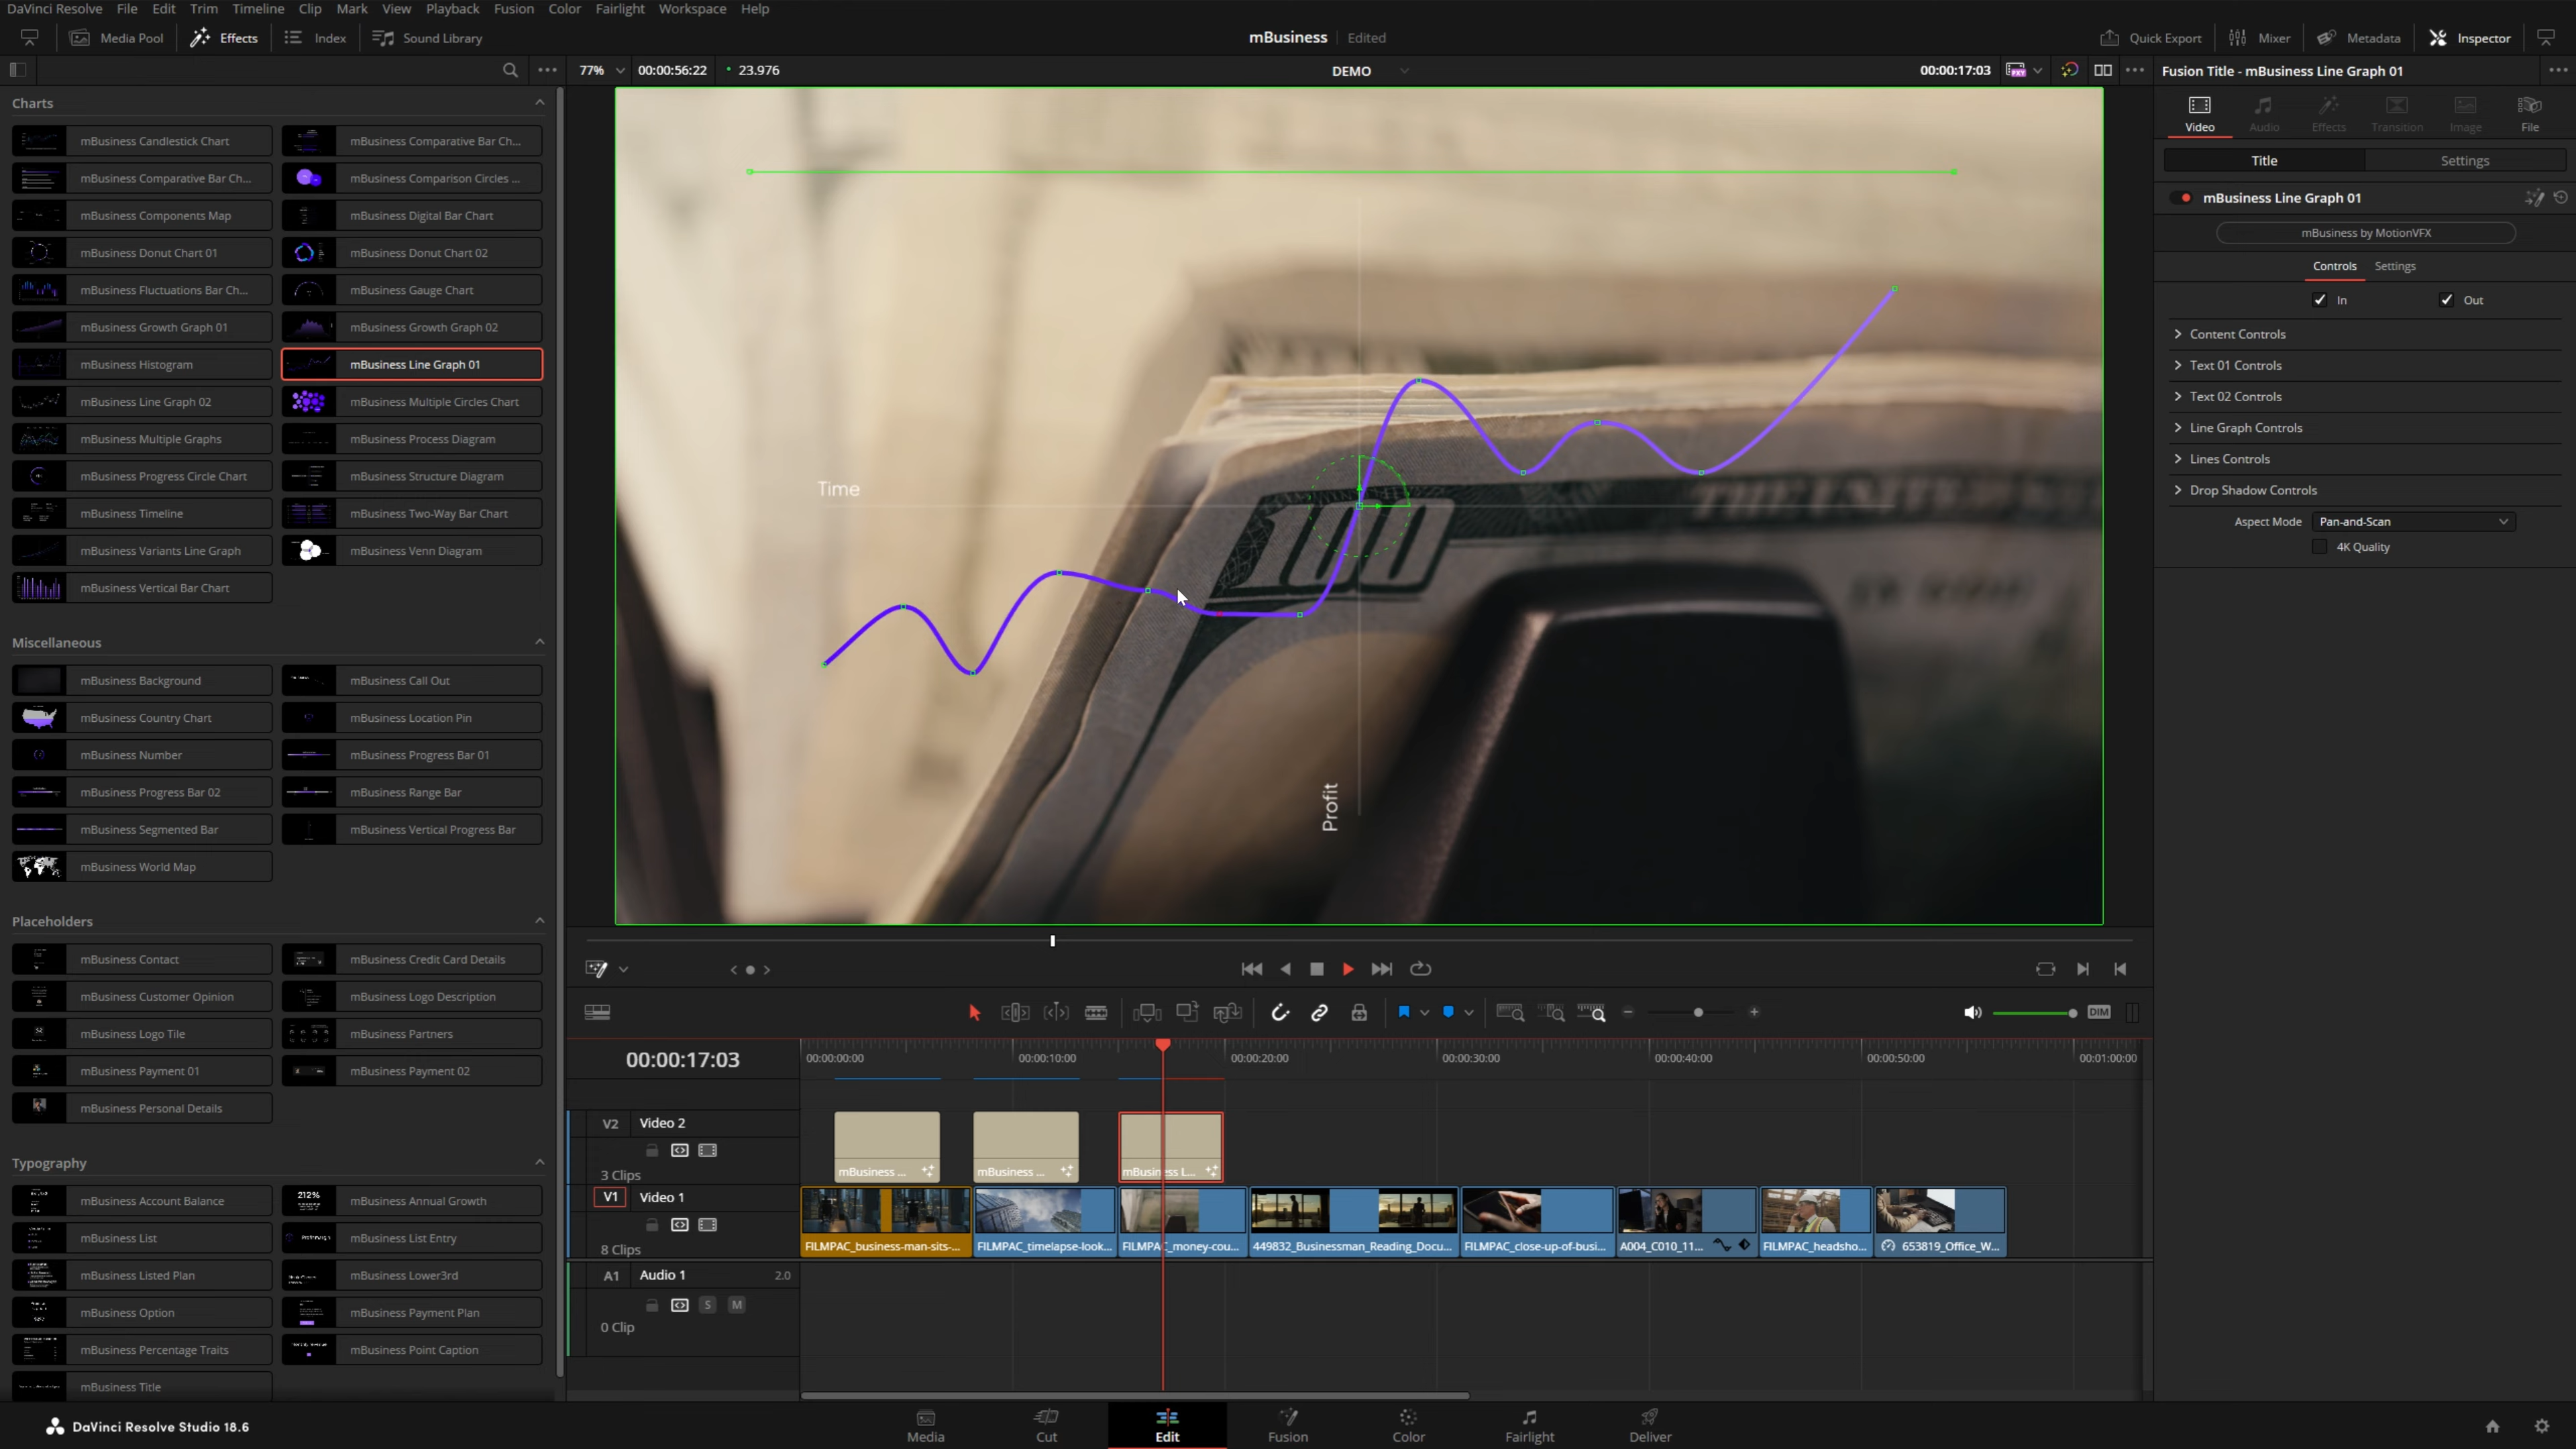 DaVinci Resolve File Edit Trim Timeline Clip Mark View Playback Fusion Color Fairlight Workspace Help
Media Pool Effects Index Sound Library
mBusiness Edited
Quick Export Mixer Metadata Inspector
77% 00:00:56:22 23.976 DEMO 00:00:17:03 PXY
Fusion Title - mBusiness Line Graph 01
Charts
mBusiness Candlestick Chart
mBusiness Comparative Bar Ch...
mBusiness Comparative Bar Ch...
mBusiness Comparison Circles ...
mBusiness Components Map
mBusiness Digital Bar Chart
mBusiness Donut Chart 01
mBusiness Donut Chart 02
mBusiness Fluctuations Bar Ch...
mBusiness Gauge Chart
mBusiness Growth Graph 01
mBusiness Growth Graph 02
mBusiness Histogram
mBusiness Line Graph 01
mBusiness Line Graph 02
mBusiness Multiple Circles Chart
mBusiness Multiple Graphs
mBusiness Process Diagram
mBusiness Progress Circle Chart
mBusiness Structure Diagram
mBusiness Timeline
mBusiness Two-Way Bar Chart
mBusiness Variants Line Graph
mBusiness Venn Diagram
mBusiness Vertical Bar Chart
Miscellaneous
mBusiness Background
mBusiness Call Out
mBusiness Country Chart
mBusiness Location Pin
mBusiness Number
mBusiness Progress Bar 01
mBusiness Progress Bar 02
mBusiness Range Bar
mBusiness Segmented Bar
mBusiness Vertical Progress Bar
mBusiness World Map
Placeholders
mBusiness Contact
mBusiness Credit Card Details
mBusiness Customer Opinion
mBusiness Logo Description
mBusiness Logo Tile
mBusiness Partners
mBusiness Payment 01
mBusiness Payment 02
mBusiness Personal Details
Typography
mBusiness Account Balance
212%
mBusiness Annual Growth
mBusiness List
mBusiness List Entry
mBusiness Listed Plan
mBusiness Lower3rd
mBusiness Option
mBusiness Payment Plan
mBusiness Percentage Traits
mBusiness Point Caption
mBusiness Title
Time
100
Profit
Video Audio Effects Transition Image File
Title Settings
mBusiness Line Graph 01
mBusiness by MotionVFX
Controls Settings
In Out
Content Controls
Text 01 Controls
Text 02 Controls
Line Graph Controls
Lines Controls
Drop Shadow Controls
Aspect Mode Pan-and-Scan
4K Quality
DIM
00:00:17:03
00:00:00:00 00:00:10:00 00:00:20:00 00:00:30:00 00:00:40:00 00:00:50:00 00:01:00:00
V2 Video 2
3 Clips
mBusiness ... mBusiness ... mBusiness L...
V1 Video 1
8 Clips
FILMPAC_business-man-sits-... FILMPAC_timelapse-look... FILMPAC_money-cou... 449832_Businessman_Reading_Docu... FILMPAC_close-up-of-busi... A004_C010_11... FILMPAC_headsho... 653819_Office_W...
A1 Audio 1 2.0
S M
0 Clip
DaVinci Resolve Studio 18.6
Media Cut Edit Fusion Color Fairlight Deliver